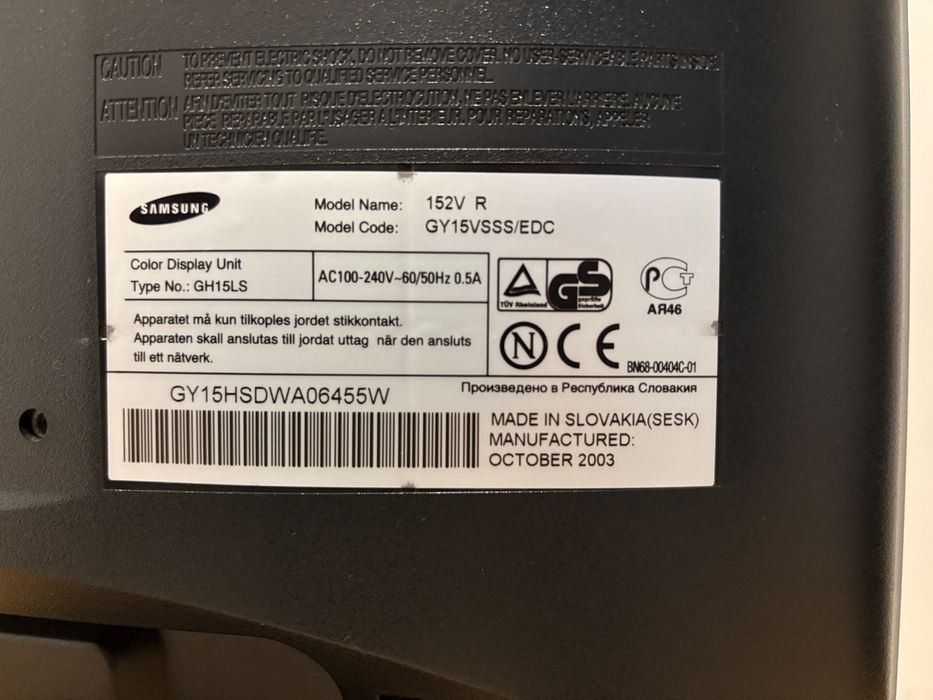 CAUTION
TO PREVENT ELECTRIC SHOCK, DO NOT REMOVE COVER. NO USER-SERVICEABLE PARTS INSIDE.
REFER SERVICING TO QUALIFIED SERVICE PERSONNEL.
ATTENTION
AFIN D'EVITER TOUT RISQUE D'ELECTROCUTION, NE PAS ENLEVER L'ARRIERE. AUCUNE
PIECE REPARABLE PAR L'USAGER A L'INTERIEUR. POUR REPARATIONS, APPELER
UN TECHNICIEN QUALIFIE.
SAMSUNG
Model Name: 152V R
Model Code: GY15VSSS/EDC
Color Display Unit
Type No.: GH15LS
AC100-240V~60/50Hz 0.5A
TÜV Rheinland
GS
geprüfte
Sicherheit
PCT
АЯ46
Apparatet må kun tilkoples jordet stikkontakt.
Apparaten skall anslutas till jordat uttag när den ansluts
till ett nätverk.
N CE
BN68-00404C-01
GY15HSDWA06455W
Произведено в Республика Словакия
MADE IN SLOVAKIA(SESK)
MANUFACTURED:
OCTOBER 2003